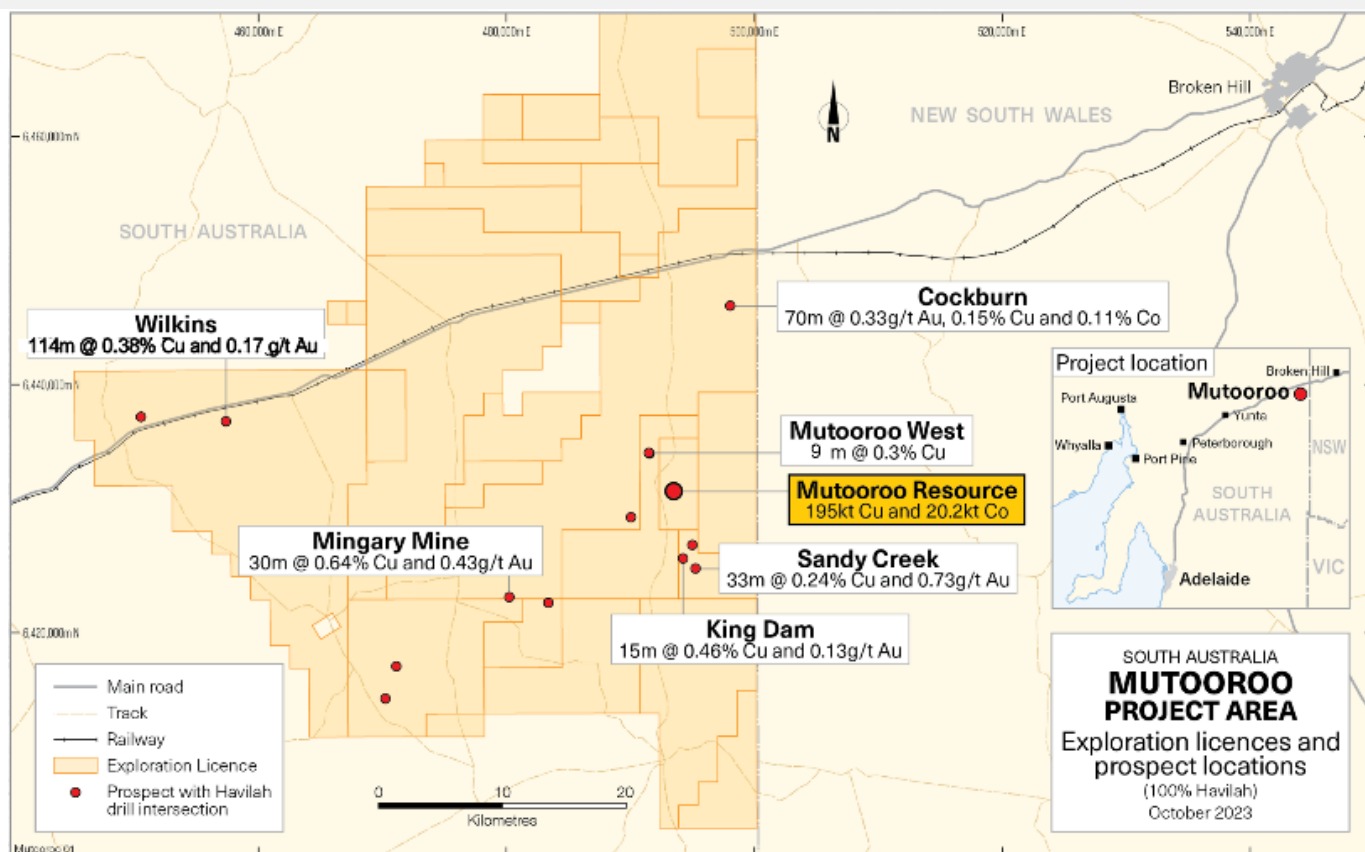 460,000m E
480,000m E
500,000m E
520,000m E
540,000m E
Broken Hill
NEW SOUTH WALES
N
6,460,000mN
SOUTH AUSTRALIA
Cockburn
70m @ 0.33g/t Au, 0.15% Cu and 0.11% Co
Wilkins
114m @ 0.38% Cu and 0.17 g/t Au
6,440,000mN
Project location
Broken Hill
Mutooroo
Port Augusta
Yunta
Whyalla
Peterborough
Port Pine
NSW
SOUTH
AUSTRALIA
VIC
Adelaide
Mutooroo West
9 m @ 0.3% Cu
Mutooroo Resource
195kt Cu and 20.2kt Co
Mingary Mine
30m @ 0.64% Cu and 0.43g/t Au
Sandy Creek
33m @ 0.24% Cu and 0.73g/t Au
6,420,000mN
King Dam
15m @ 0.46% Cu and 0.13g/t Au
Main road
Track
Railway
Exploration Licence
Prospect with Havilah
drill intersection
0 10 20
Kilometres
SOUTH AUSTRALIA
MUTOOROO
PROJECT AREA
Exploration licences and
prospect locations
(100% Havilah)
October 2023